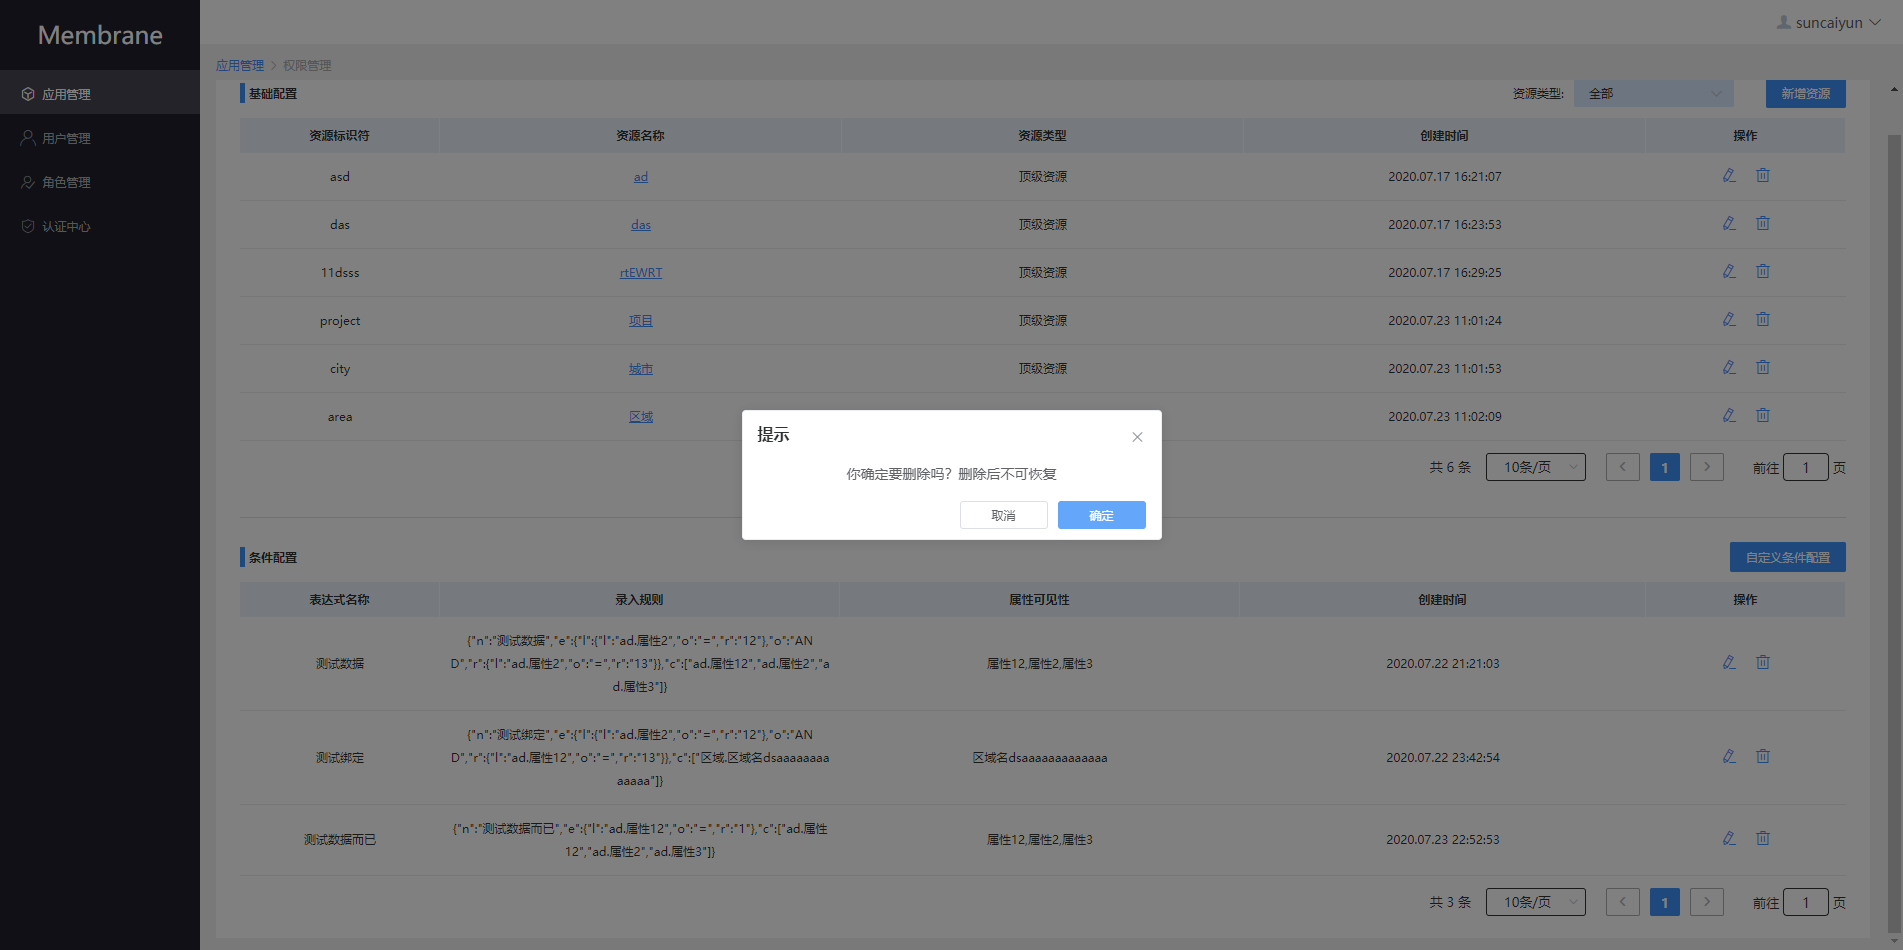 Membrane
suncaiyun
应用管理
用户管理
角色管理
认证中心
应用管理 > 权限管理
基础配置
资源类型: 全部 新增资源
资源标识符 资源名称 资源类型 创建时间 操作
asd ad 顶级资源 2020.07.17 16:21:07
das das 顶级资源 2020.07.17 16:23:53
11dsss rtEWRT 顶级资源 2020.07.17 16:29:25
project 项目 顶级资源 2020.07.23 11:01:24
city 城市 顶级资源 2020.07.23 11:01:53
area 区域 2020.07.23 11:02:09
提示
你确定要删除吗？删除后不可恢复
取消 确定
共 6 条 10条/页 < 1 > 前往 1 页
条件配置
自定义条件配置
表达式名称 录入规则 属性可见性 创建时间 操作
{"n":"测试数据","e":{"l":{"l":"ad.属性2","o":"=","r":"12"},"o":"AN
测试数据 D","r":{"l":"ad.属性2","o":"=","r":"13"}},"c":["ad.属性12","ad.属性2","a 属性12,属性2,属性3 2020.07.22 21:21:03
d.属性3"]}
{"n":"测试绑定","e":{"l":{"l":"ad.属性2","o":"=","r":"12"},"o":"AN
测试绑定 D","r":{"l":"ad.属性12","o":"=","r":"13"}},"c":["区域.区域名dsaaaaaaaa 区域名dsaaaaaaaaaaaaa 2020.07.22 23:42:54
aaaaa"]}
{"n":"测试数据而已","e":{"l":"ad.属性12","o":"=","r":"1"},"c":["ad.属性
测试数据而已 属性12,属性2,属性3 2020.07.23 22:52:53
12","ad.属性2","ad.属性3"]}
共 3 条 10条/页 < 1 > 前往 1 页